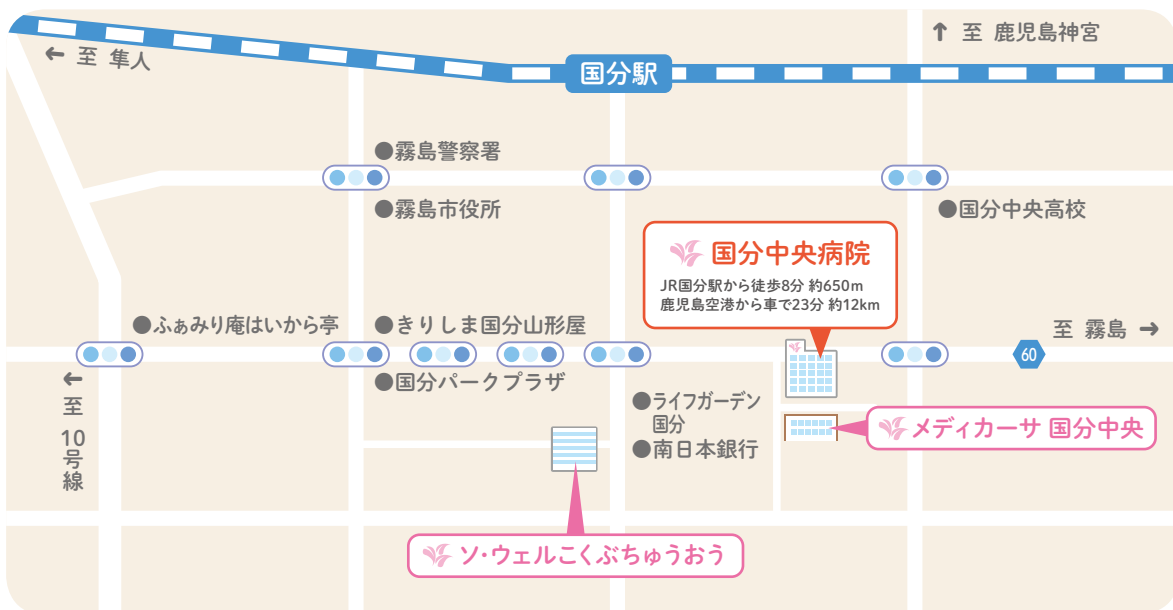 ↑ 至 鹿児島神宮
← 至 隼人
国分駅
●霧島警察署
●霧島市役所
●国分中央高校
国分中央病院
JR国分駅から徒歩8分 約650m
鹿児島空港から車で23分 約12km
●ふぁみり庵はいから亭
●きりしま国分山形屋
至 霧島 →
60
●国分パークプラザ
← 至 10号線
●ライフガーデン
国分
●南日本銀行
メディカーサ 国分中央
ソ・ウェルこくぶちゅうおう